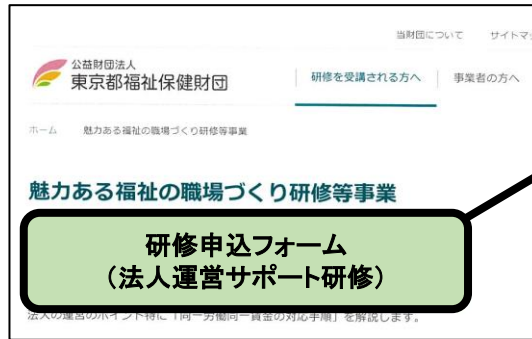 当財団について サイトマッ
公益財団法人
東京都福祉保健財団
研修を受講される方へ 事業者の方へ
ホーム 魅力ある福祉の職場づくり研修等事業
魅力ある福祉の職場づくり研修等事業
研修申込フォーム
(法人運営サポート研修)
法人の運営のポイント特に「同一労働同一賃金の対応手順」を解説します。